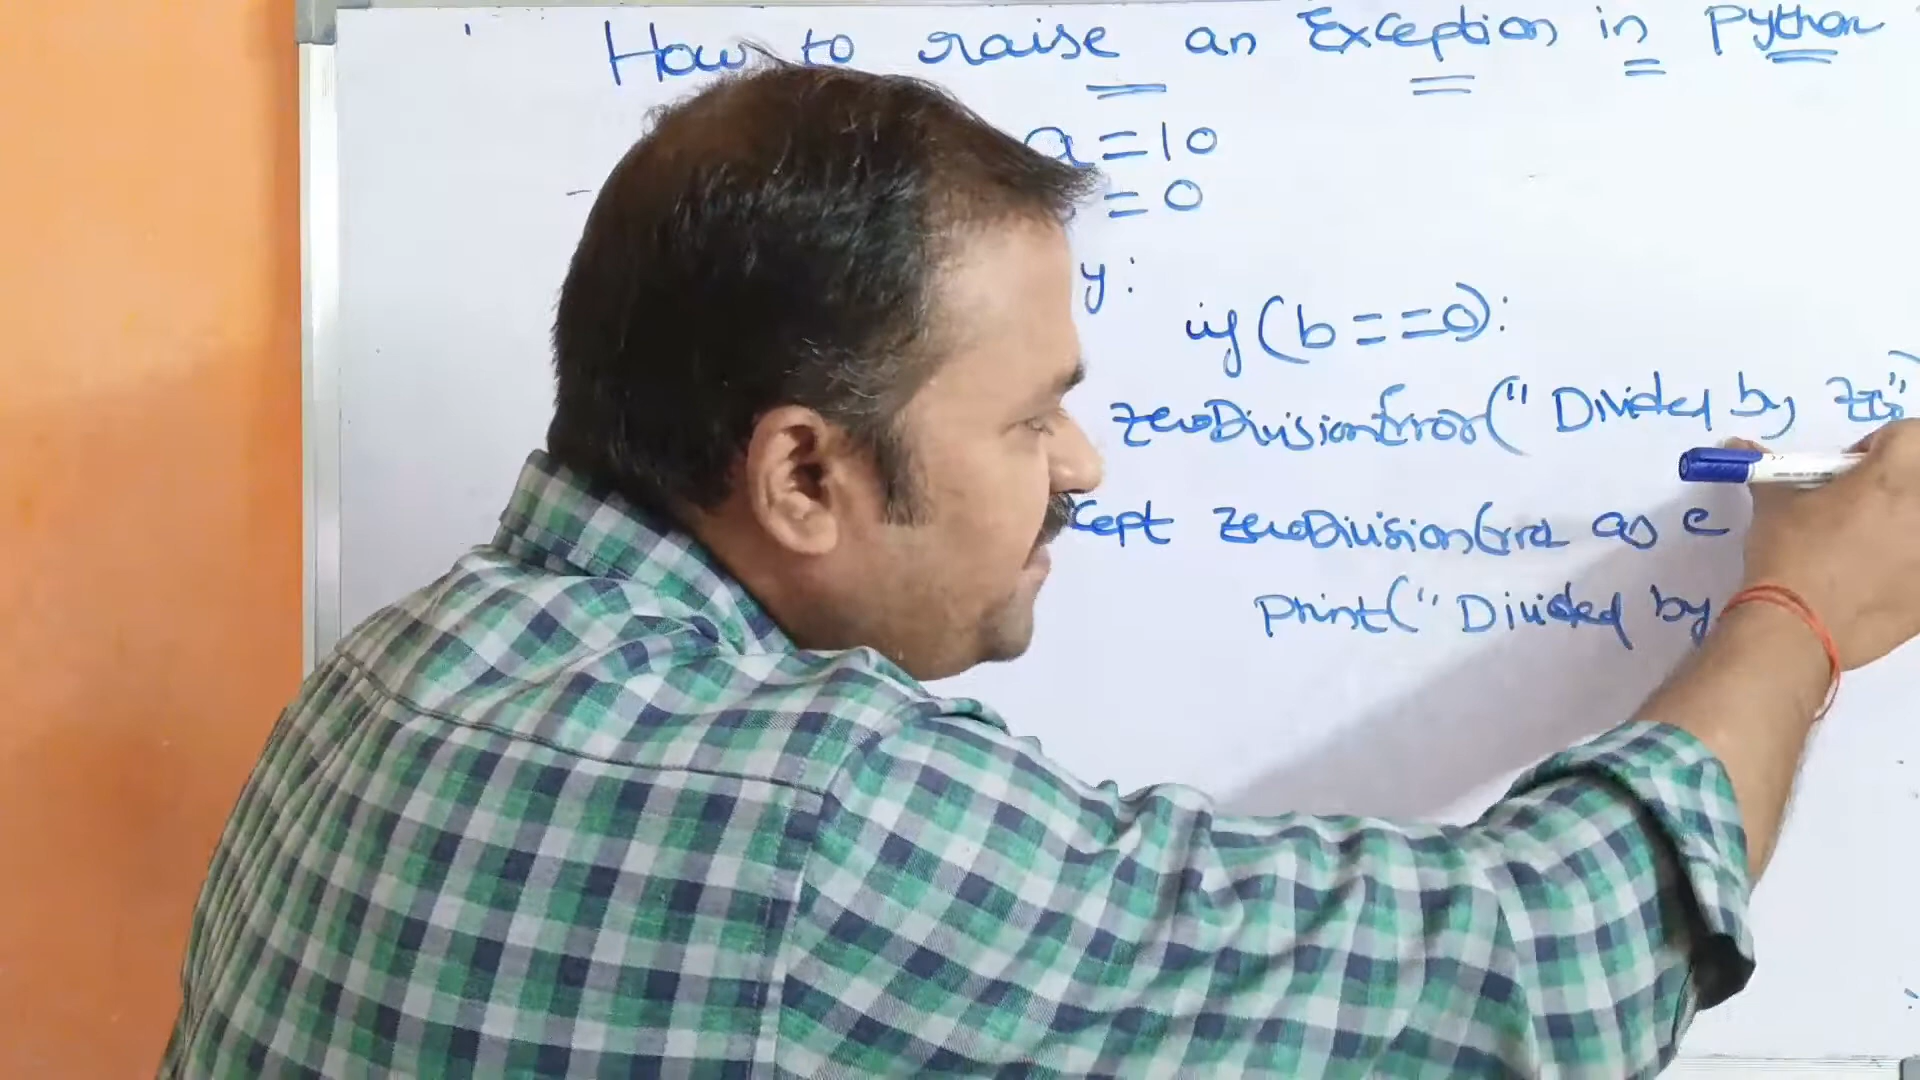 How to raise an Exception in Python
a=10
=0
y:
if(b==0):
zeroDivisionError("Divided by zero")
cept zeroDivisionError as e
print("Divided by